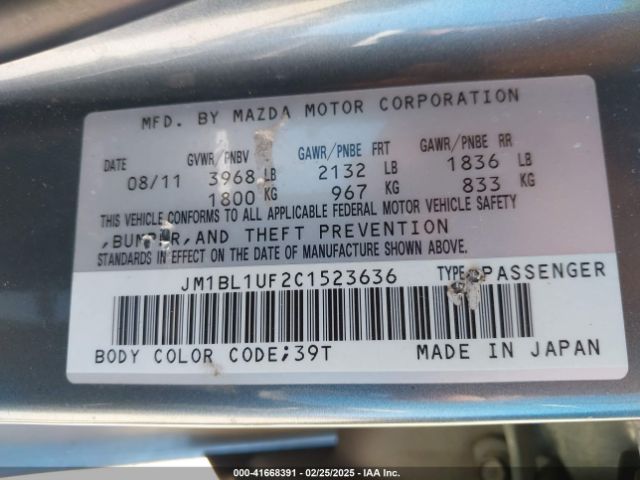 MFD. BY MAZDA MOTOR CORPORATION
DATE GVWR/PNBV GAWR/PNBE FRT GAWR/PNBE RR
08/11 3968 LB 2132 LB 1836 LB
1800 KG 967 KG 833 KG
THIS VEHICLE CONFORMS TO ALL APPLICABLE FEDERAL MOTOR VEHICLE SAFETY
,BUMPER,AND THEFT PREVENTION
STANDARDS IN EFFECT ON THE DATE OF MANUFACTURE SHOWN ABOVE.
JM1BL1UF2C1523636 TYPE: PASSENGER
BODY COLOR CODE;39T MADE IN JAPAN
000-41668391 - 02/25/2025 - IAA Inc.